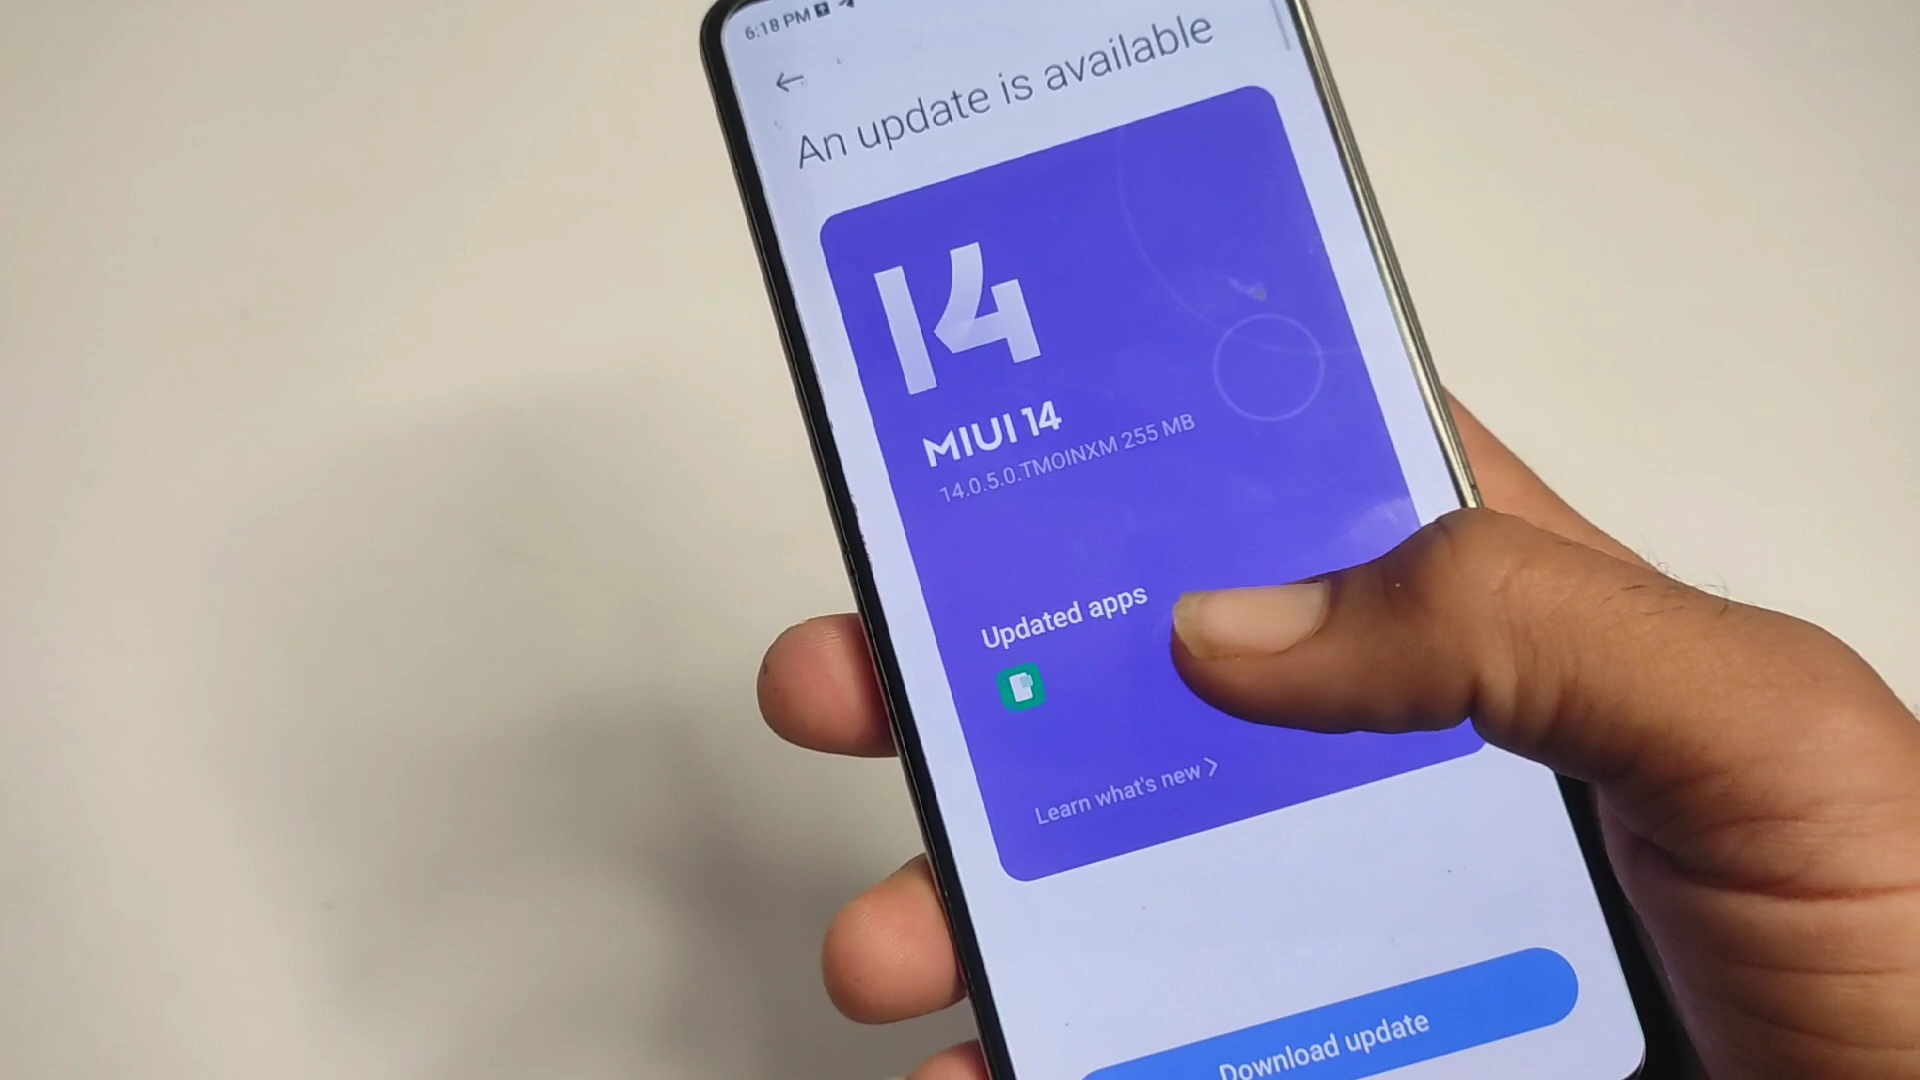 6:18 PM
An update is available
14
MIUI 14
14.0.5.0.TMOINXM 255 MB
Updated apps
Learn what's new >
Download update